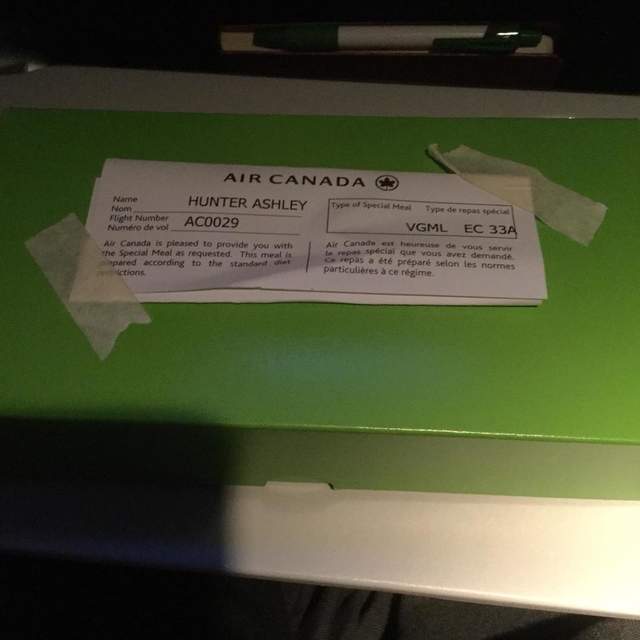 AIR CANADA
Name HUNTER ASHLEY
Nom
Flight Number AC0029
Numéro de vol
Type of Special Meal Type de repas spécial
VGML EC 33A
Air Canada is pleased to provide you with
the Special Meal as requested. This meal is
prepared according to the standard diet
restrictions.
Air Canada est heureuse de vous servir
le repas spécial que vous avez demandé.
Ce repas a été préparé selon les normes
particulières à ce régime.